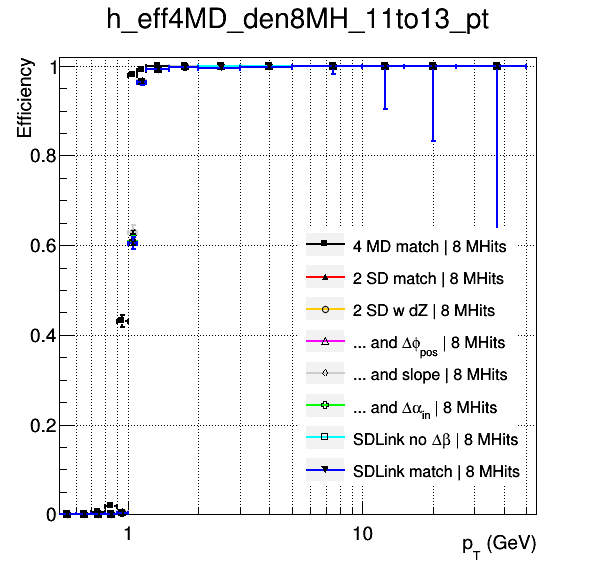 h_eff4MD_den8MH_11to13_pt
Efficiency
1
0.8
0.6
0.4
0.2
0
4 MD match | 8 MHits
2 SD match | 8 MHits
2 SD w dZ | 8 MHits
... and Δϕpos | 8 MHits
... and slope | 8 MHits
... and Δαin | 8 MHits
SDLink no Δβ | 8 MHits
SDLink match | 8 MHits
1 10
pT (GeV)